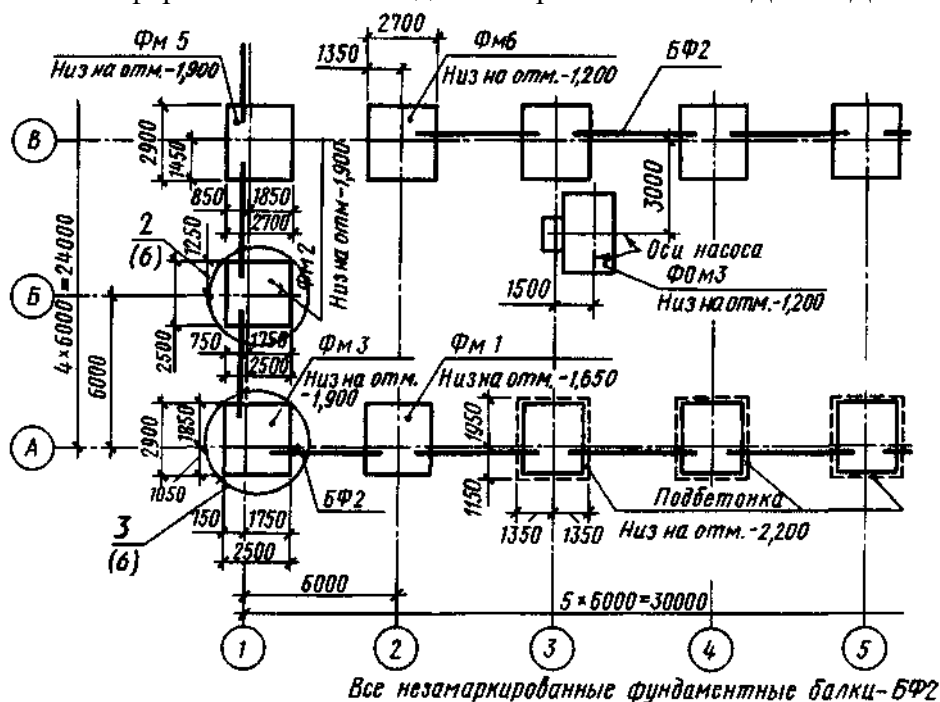 2700
1350
Фм 5
Низ на отм.-1,900
Фм6
Низ на отм.-1,200
БФ2
В
2900
1450
850
1850
2700
Низ на отм-1,900
3000
2
(6)
1250
Фм 2
Оси насоса
ФОм3
Низ на отм.-1,200
1500
Б
4×6000=24000
6000
2500
750
1750
2500
Фм 3
Низ на отм.
-1,900
Фм 1
Низ на отм.-1,650
А
2900
1850
1050
1950
1150
БФ2
Подбетонка
Низ на отм.-2,200
3
(6)
150
1750
2500
1350
1350
6000
5×6000=30000
1
2
3
4
5
Все незамаркированные фундаментные балки-БФ2